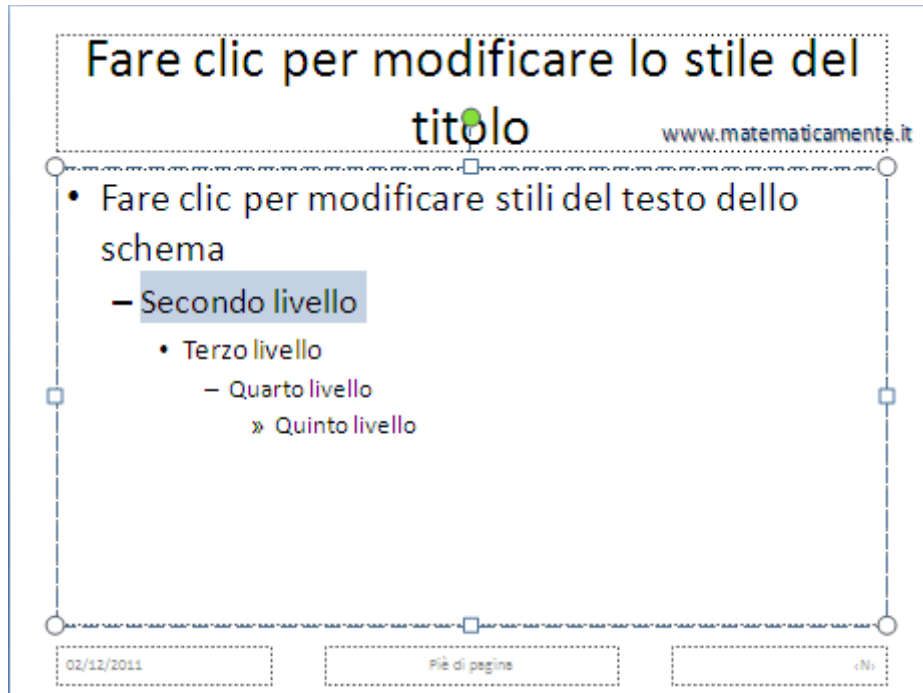 Fare clic per modificare lo stile del
titolo
www.matematicamente.it
• Fare clic per modificare stili del testo dello
schema
– Secondo livello
• Terzo livello
– Quarto livello
» Quinto livello
02/12/2011
Piè di pagina
‹N›